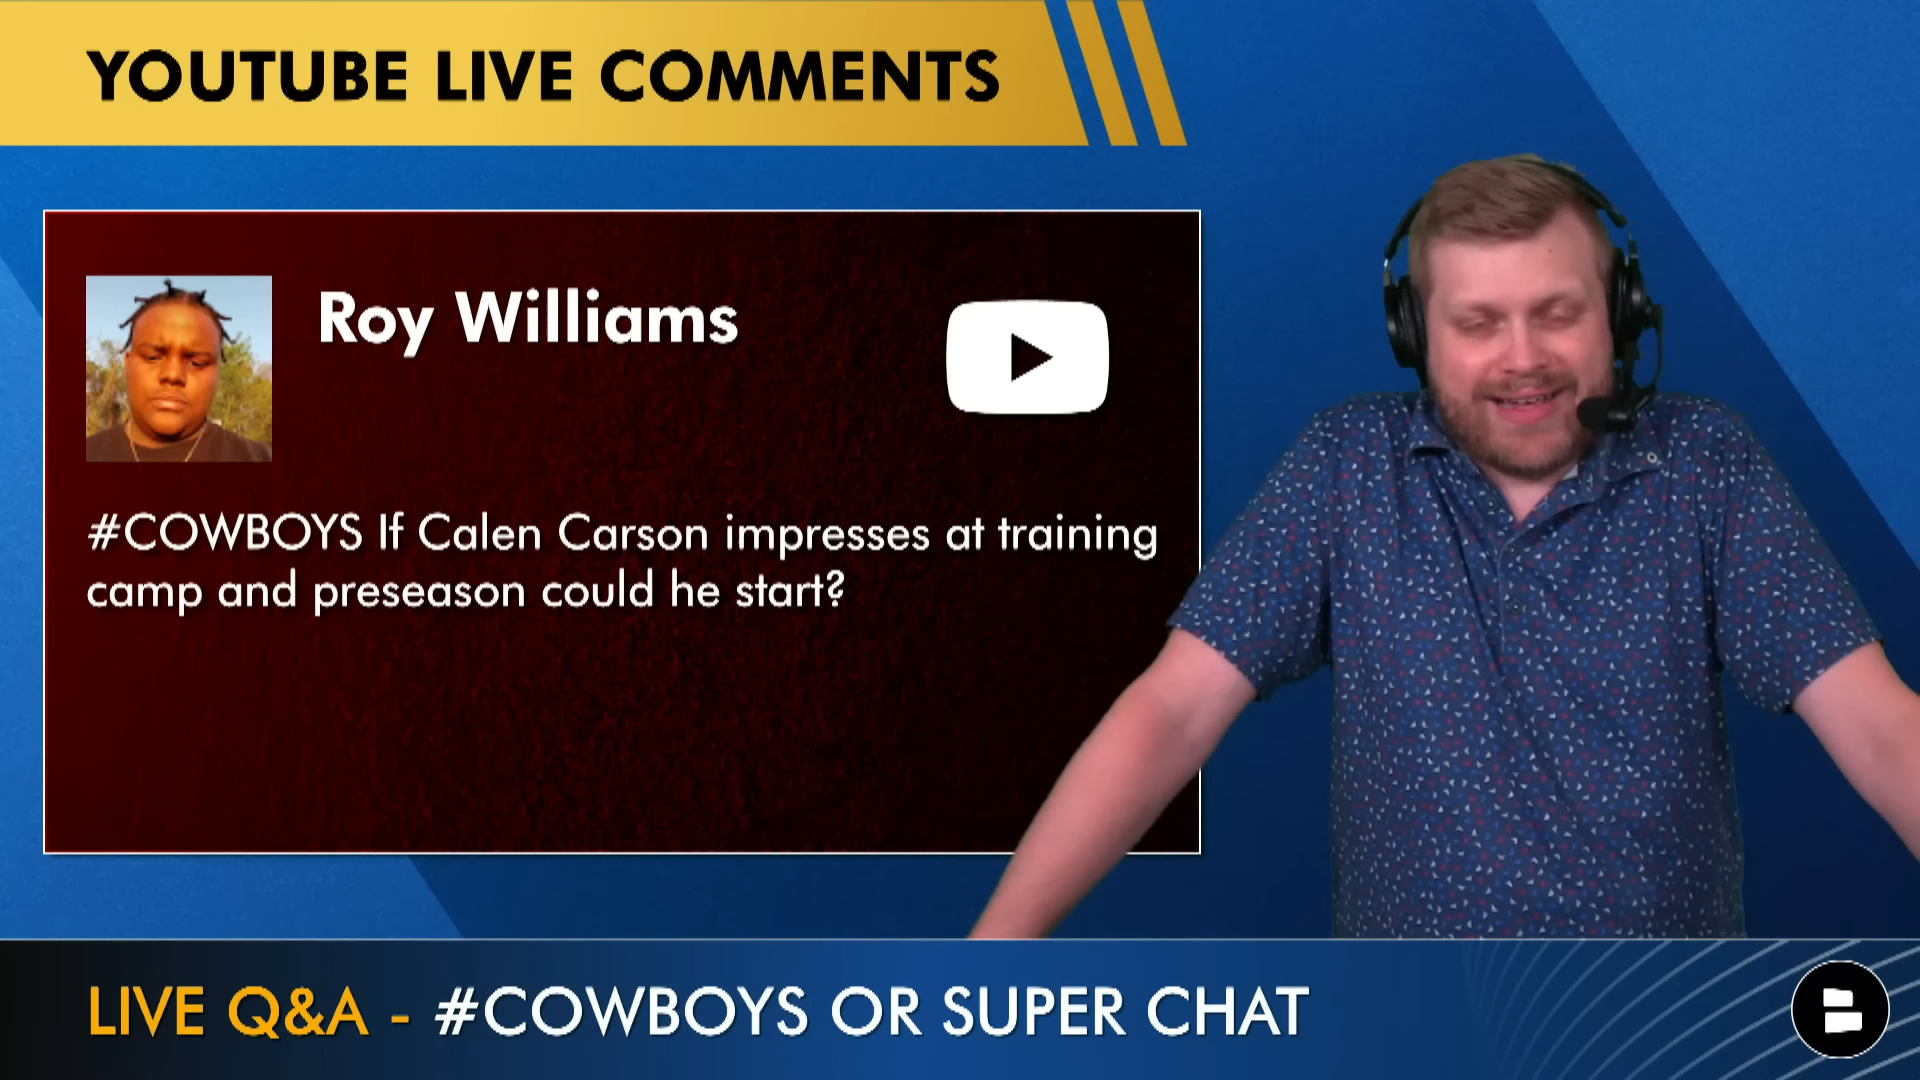 YOUTUBE LIVE COMMENTS
Roy Williams
#COWBOYS If Calen Carson impresses at training
camp and preseason could he start?
LIVE Q&A - #COWBOYS OR SUPER CHAT